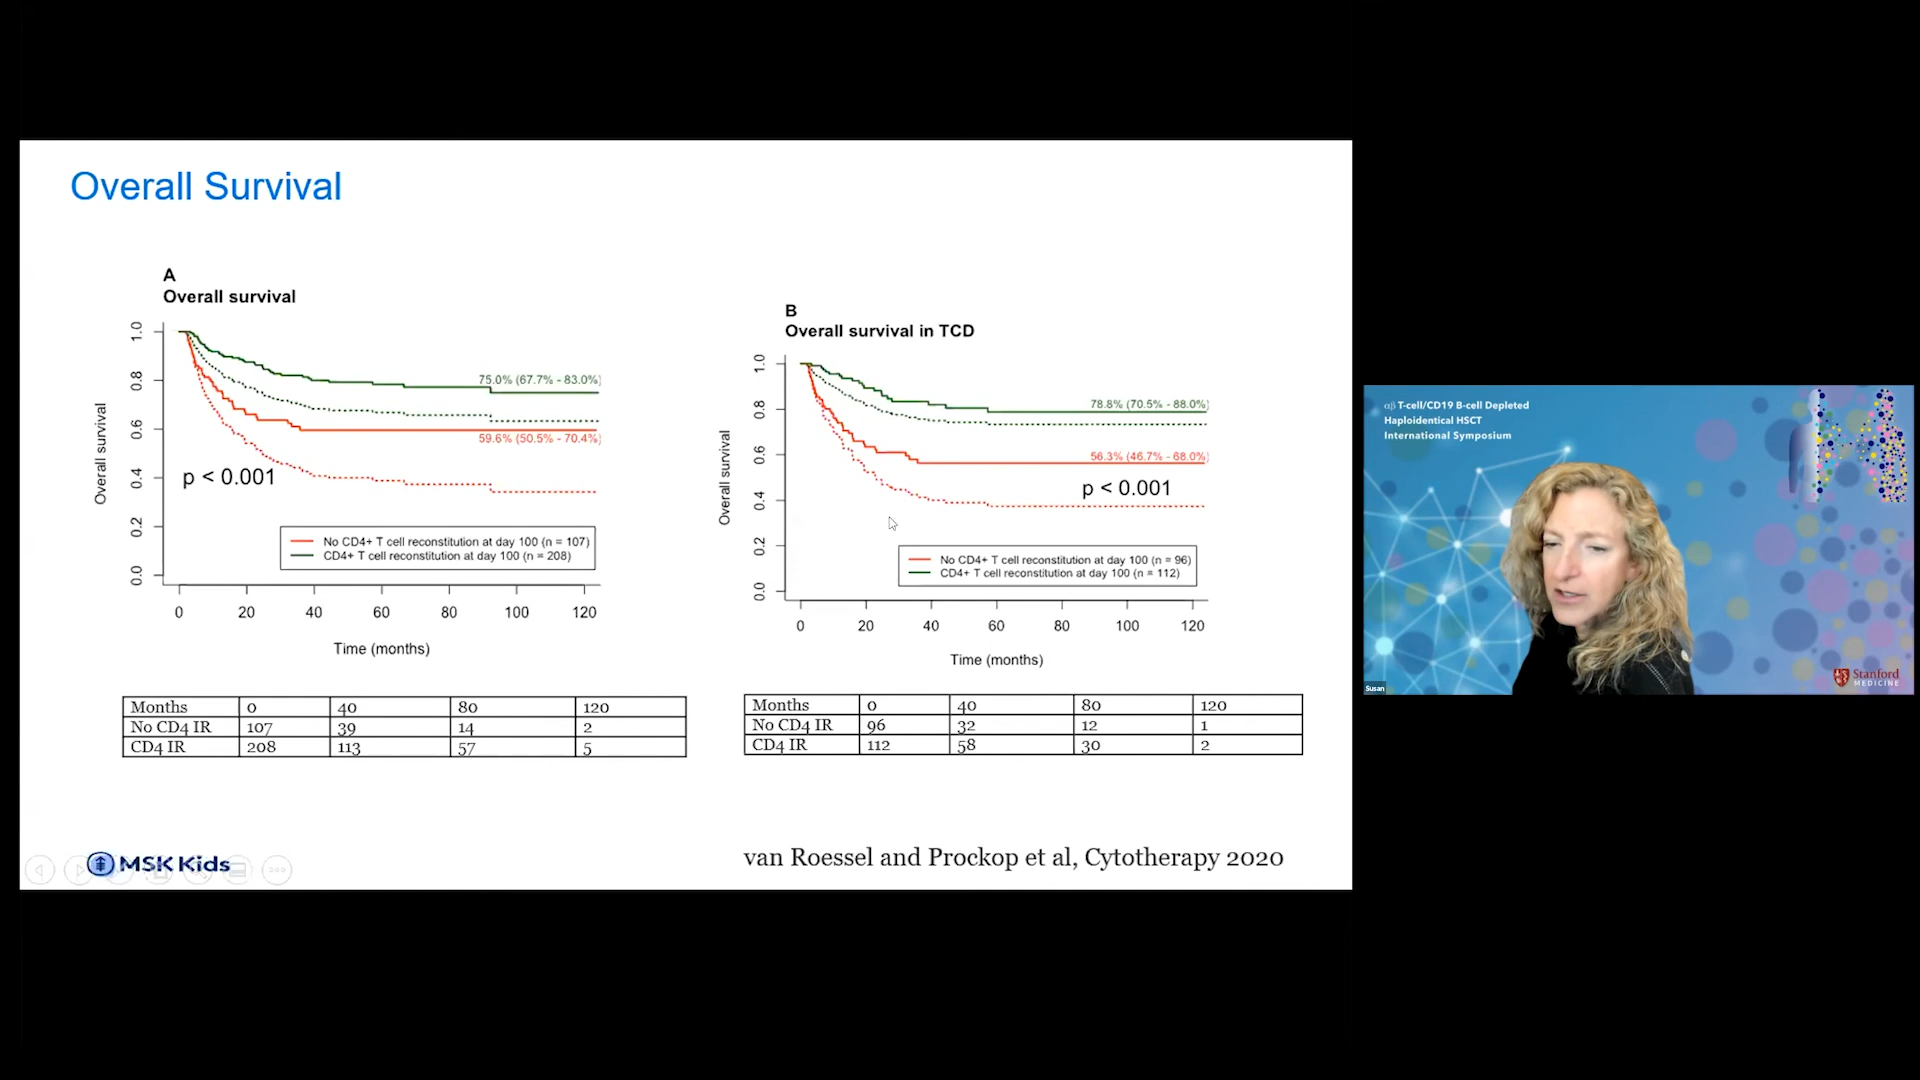 Overall Survival
A
Overall survival
Overall survival
1.0
0.8
0.6
0.4
0.2
0.0
75.0% (67.7% - 83.0%)
59.6% (50.5% - 70.4%)
p < 0.001
No CD4+ T cell reconstitution at day 100 (n = 107)
CD4+ T cell reconstitution at day 100 (n = 208)
0 20 40 60 80 100 120
Time (months)
Months 0 40 80 120
No CD4 IR 107 39 14 2
CD4 IR 208 113 57 5
B
Overall survival in TCD
Overall survival
1.0
0.8
0.6
0.4
0.2
0.0
78.8% (70.5% - 88.0%)
56.3% (46.7% - 68.0%)
p < 0.001
No CD4+ T cell reconstitution at day 100 (n = 96)
CD4+ T cell reconstitution at day 100 (n = 112)
0 20 40 60 80 100 120
Time (months)
Months 0 40 80 120
No CD4 IR 96 32 12 1
CD4 IR 112 58 30 2
MSK Kids
van Roessel and Prockop et al, Cytotherapy 2020
αβ T-cell/CD19 B-cell Depleted
Haploidentical HSCT
International Symposium
Stanford
MEDICINE
Susan